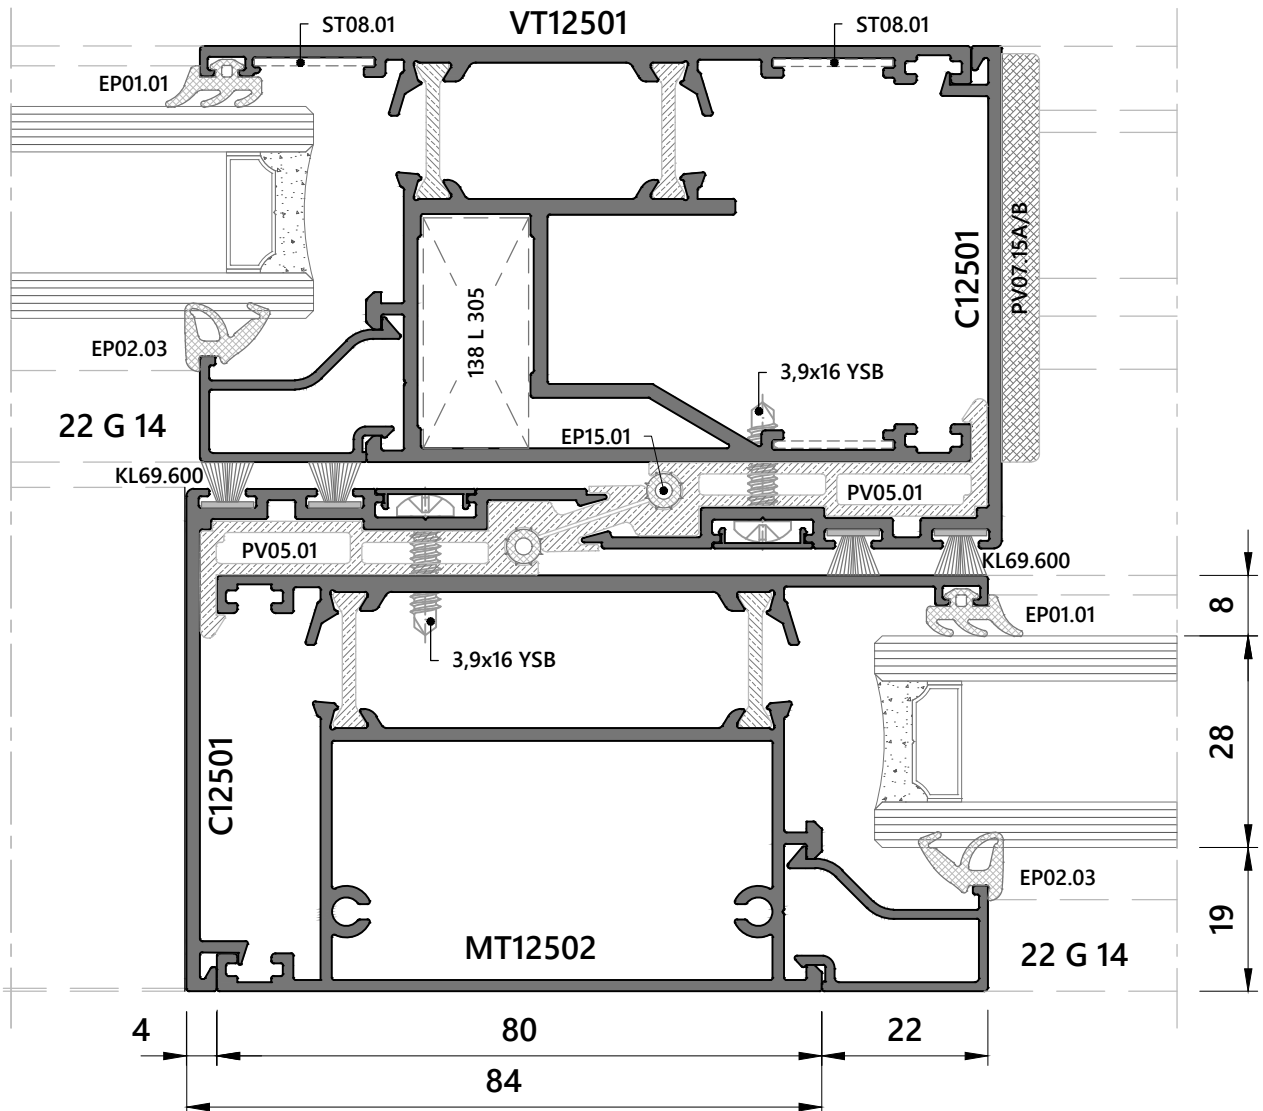 ST08.01
VT12501
ST08.01
EP01.01
PV07.15A/B
C12501
138 L 305
EP02.03
3,9x16 YSB
22 G 14
EP15.01
KL69.600
PV05.01
PV05.01
KL69.600
8
EP01.01
3,9x16 YSB
28
C12501
EP02.03
19
MT12502
22 G 14
4
80
22
84